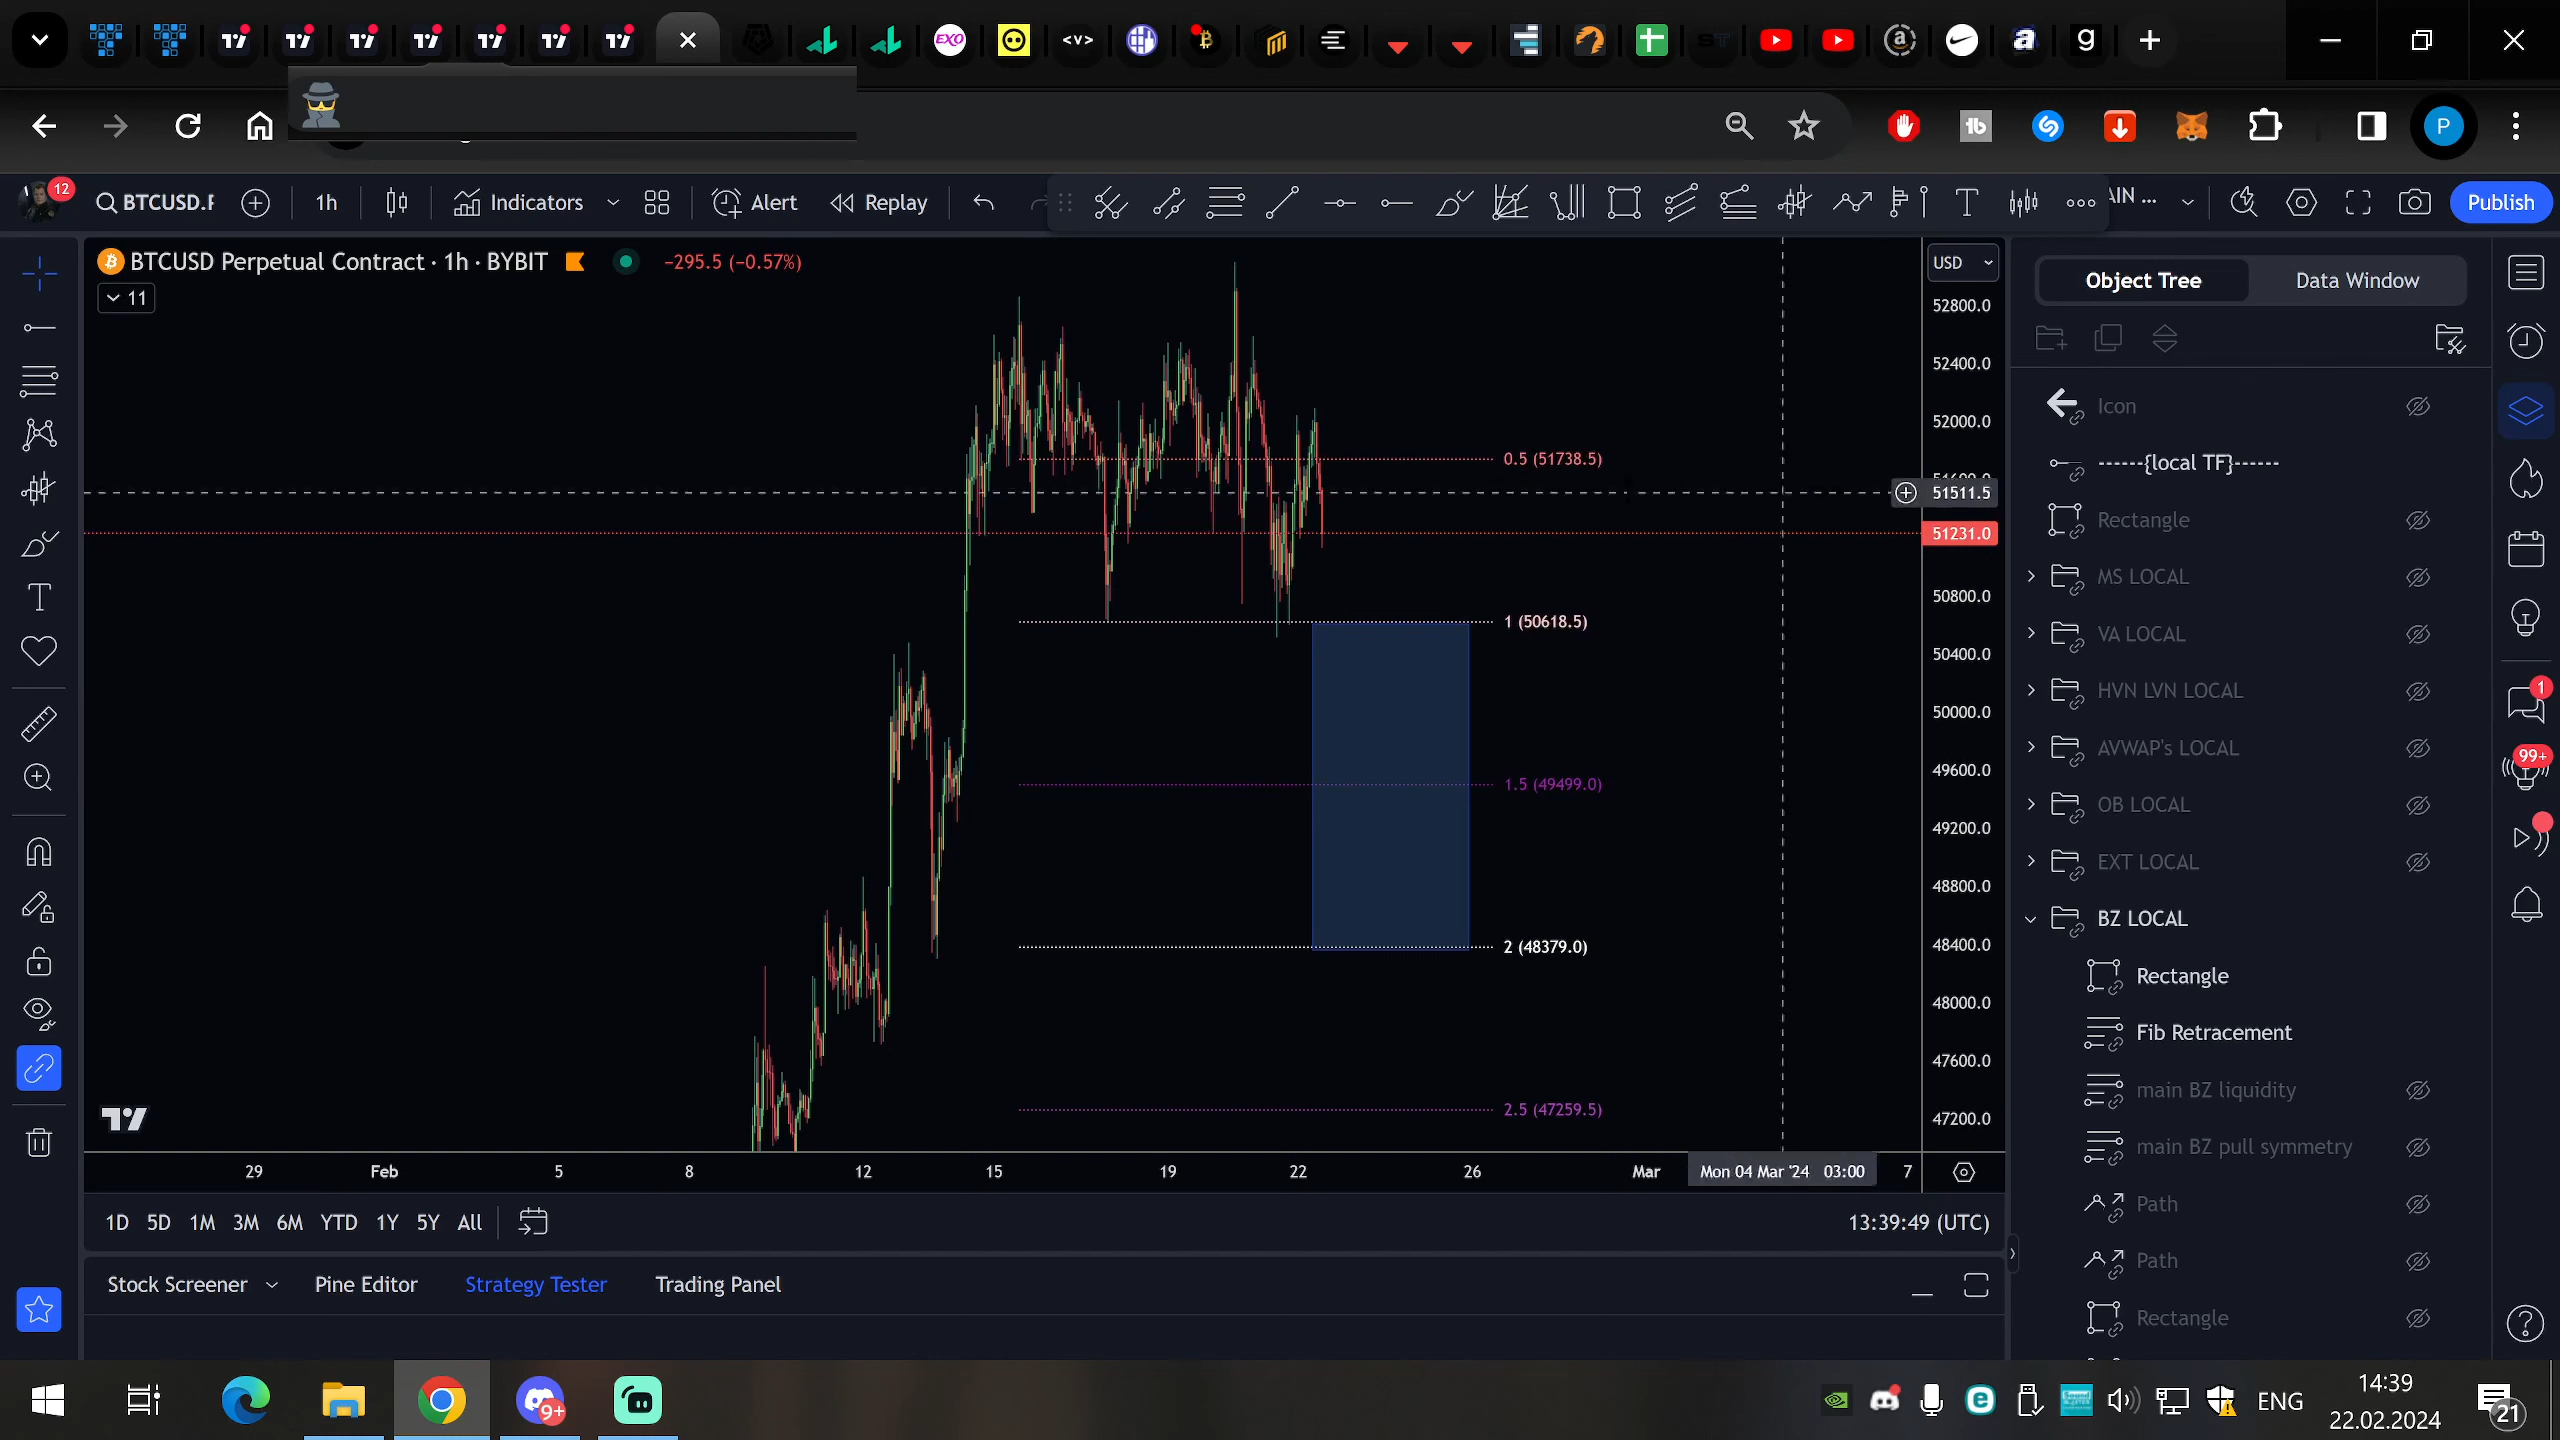 12
BTCUSD.P
1h
Indicators
Alert
Replay
AIN ...
Publish
BTCUSD Perpetual Contract · 1h · BYBIT
−295.5 (−0.57%)
11
USD
52800.0
52400.0
52000.0
51511.5
51231.0
50800.0
50400.0
50000.0
49600.0
49200.0
48800.0
48400.0
48000.0
47600.0
47200.0
0.5 (51738.5)
1 (50618.5)
1.5 (49499.0)
2 (48379.0)
2.5 (47259.5)
29
Feb
5
8
12
15
19
22
26
Mar
Mon 04 Mar '24 03:00
7
1D 5D 1M 3M 6M YTD 1Y 5Y All
13:39:49 (UTC)
Stock Screener
Pine Editor
Strategy Tester
Trading Panel
Object Tree
Data Window
Icon
------{local TF}------
Rectangle
MS LOCAL
VA LOCAL
HVN LVN LOCAL
AVWAP's LOCAL
OB LOCAL
EXT LOCAL
BZ LOCAL
Rectangle
Fib Retracement
main BZ liquidity
main BZ pull symmetry
Path
Path
Rectangle
1
99+
9+
ENG
14:39
22.02.2024
21